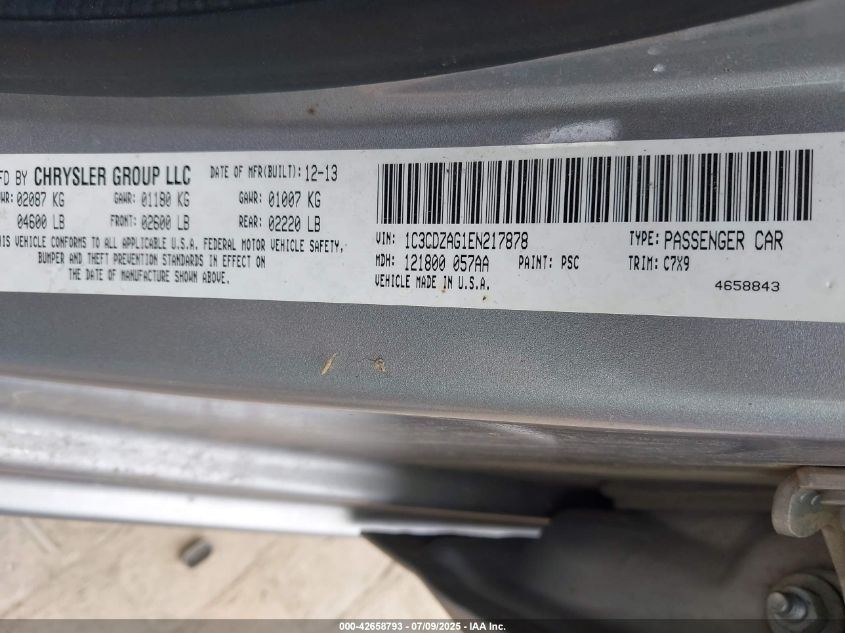 FD BY CHRYSLER GROUP LLC DATE OF MFR(BUILT): 12-13
WR: 02087 KG GAWR: 01180 KG GAWR: 01007 KG
04600 LB FRONT: 02600 LB REAR: 02220 LB
HIS VEHICLE CONFORMS TO ALL APPLICABLE U.S.A. FEDERAL MOTOR VEHICLE SAFETY,
BUMPER AND THEFT PREVENTION STANDARDS IN EFFECT ON
THE DATE OF MANUFACTURE SHOWN ABOVE.
VIN: 1C3CDZAG1EN217878 TYPE: PASSENGER CAR
MDH: 121800 057AA PAINT: PSC TRIM: C7X9
VEHICLE MADE IN U.S.A. 4658843
000-42658793 - 07/09/2025 - IAA Inc.